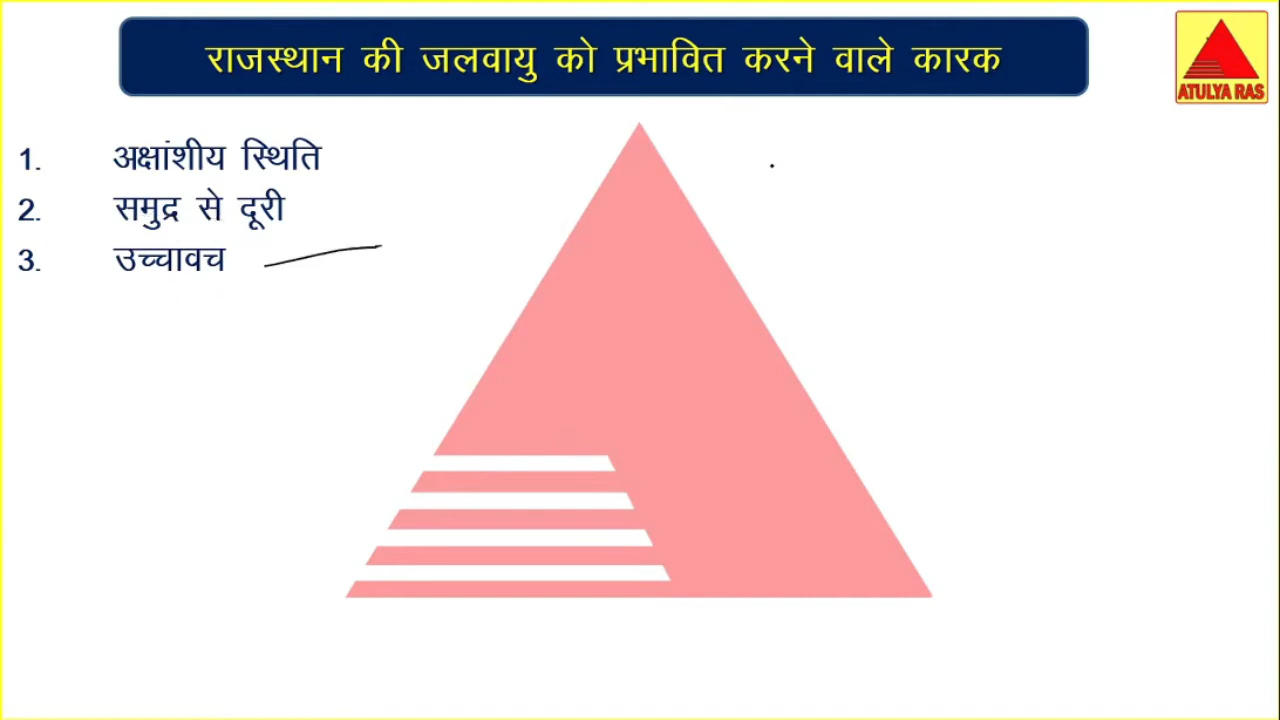 राजस्थान की जलवायु को प्रभावित करने वाले कारक
ATULYA RAS
1. अक्षांशीय स्थिति
2. समुद्र से दूरी
3. उच्चावच